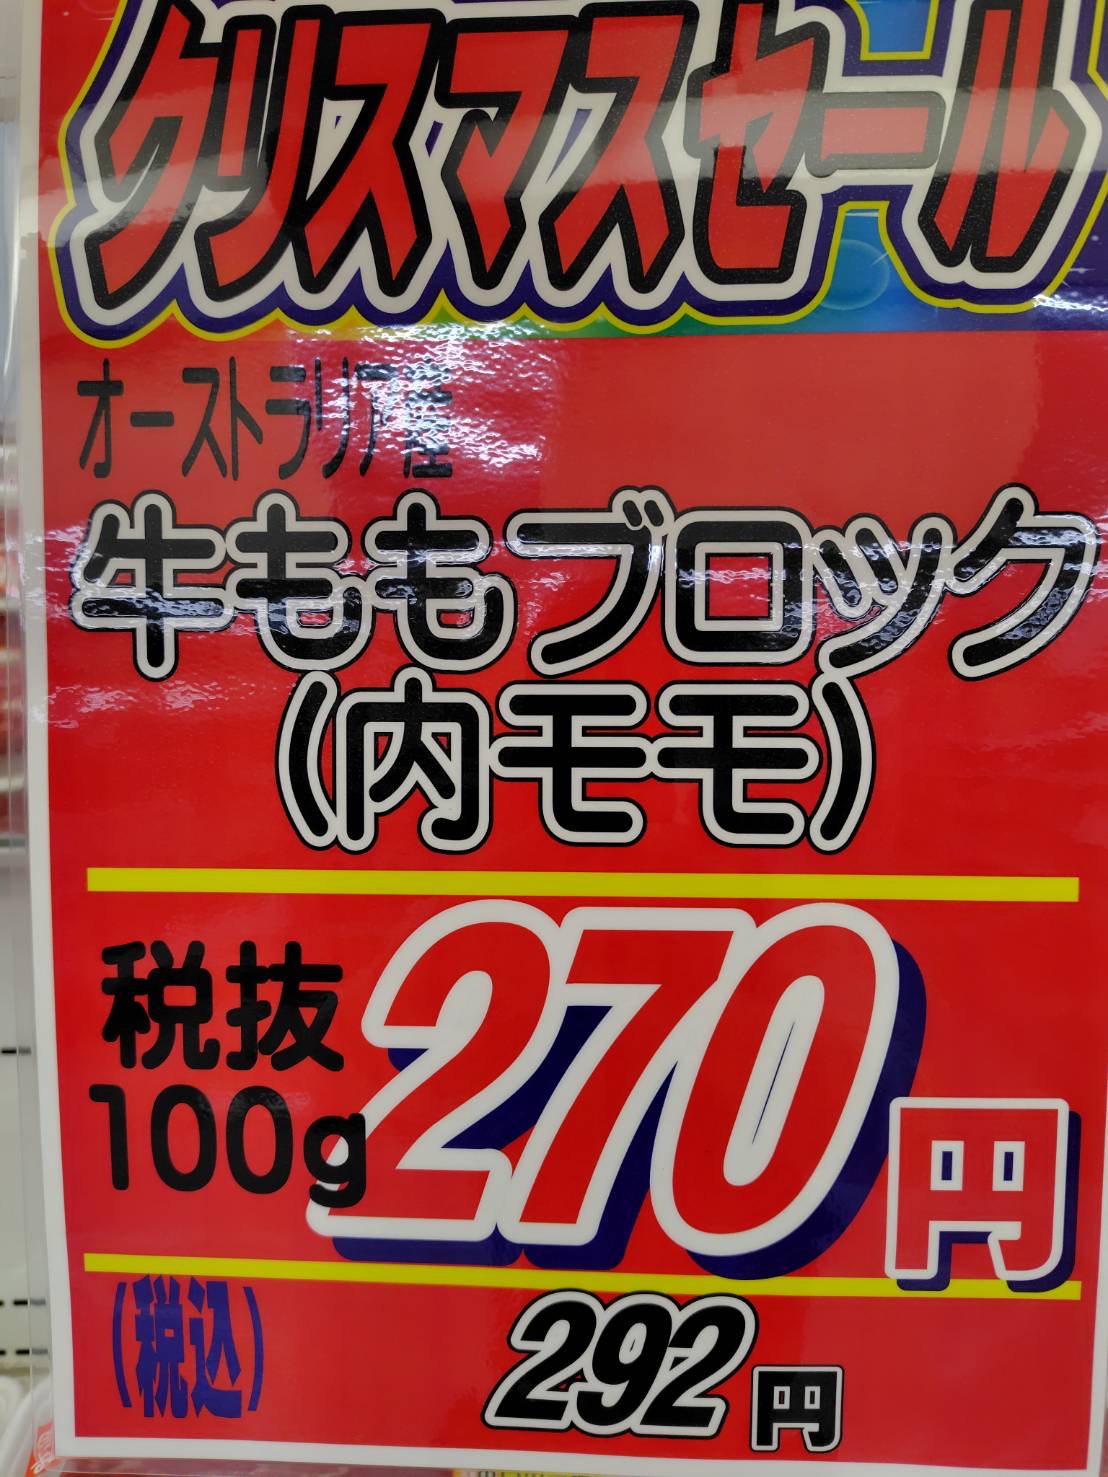 クリスマスセール
オーストラリア産
牛ももブロック
(内モモ)
税抜
100g
270円
(税込)
292円